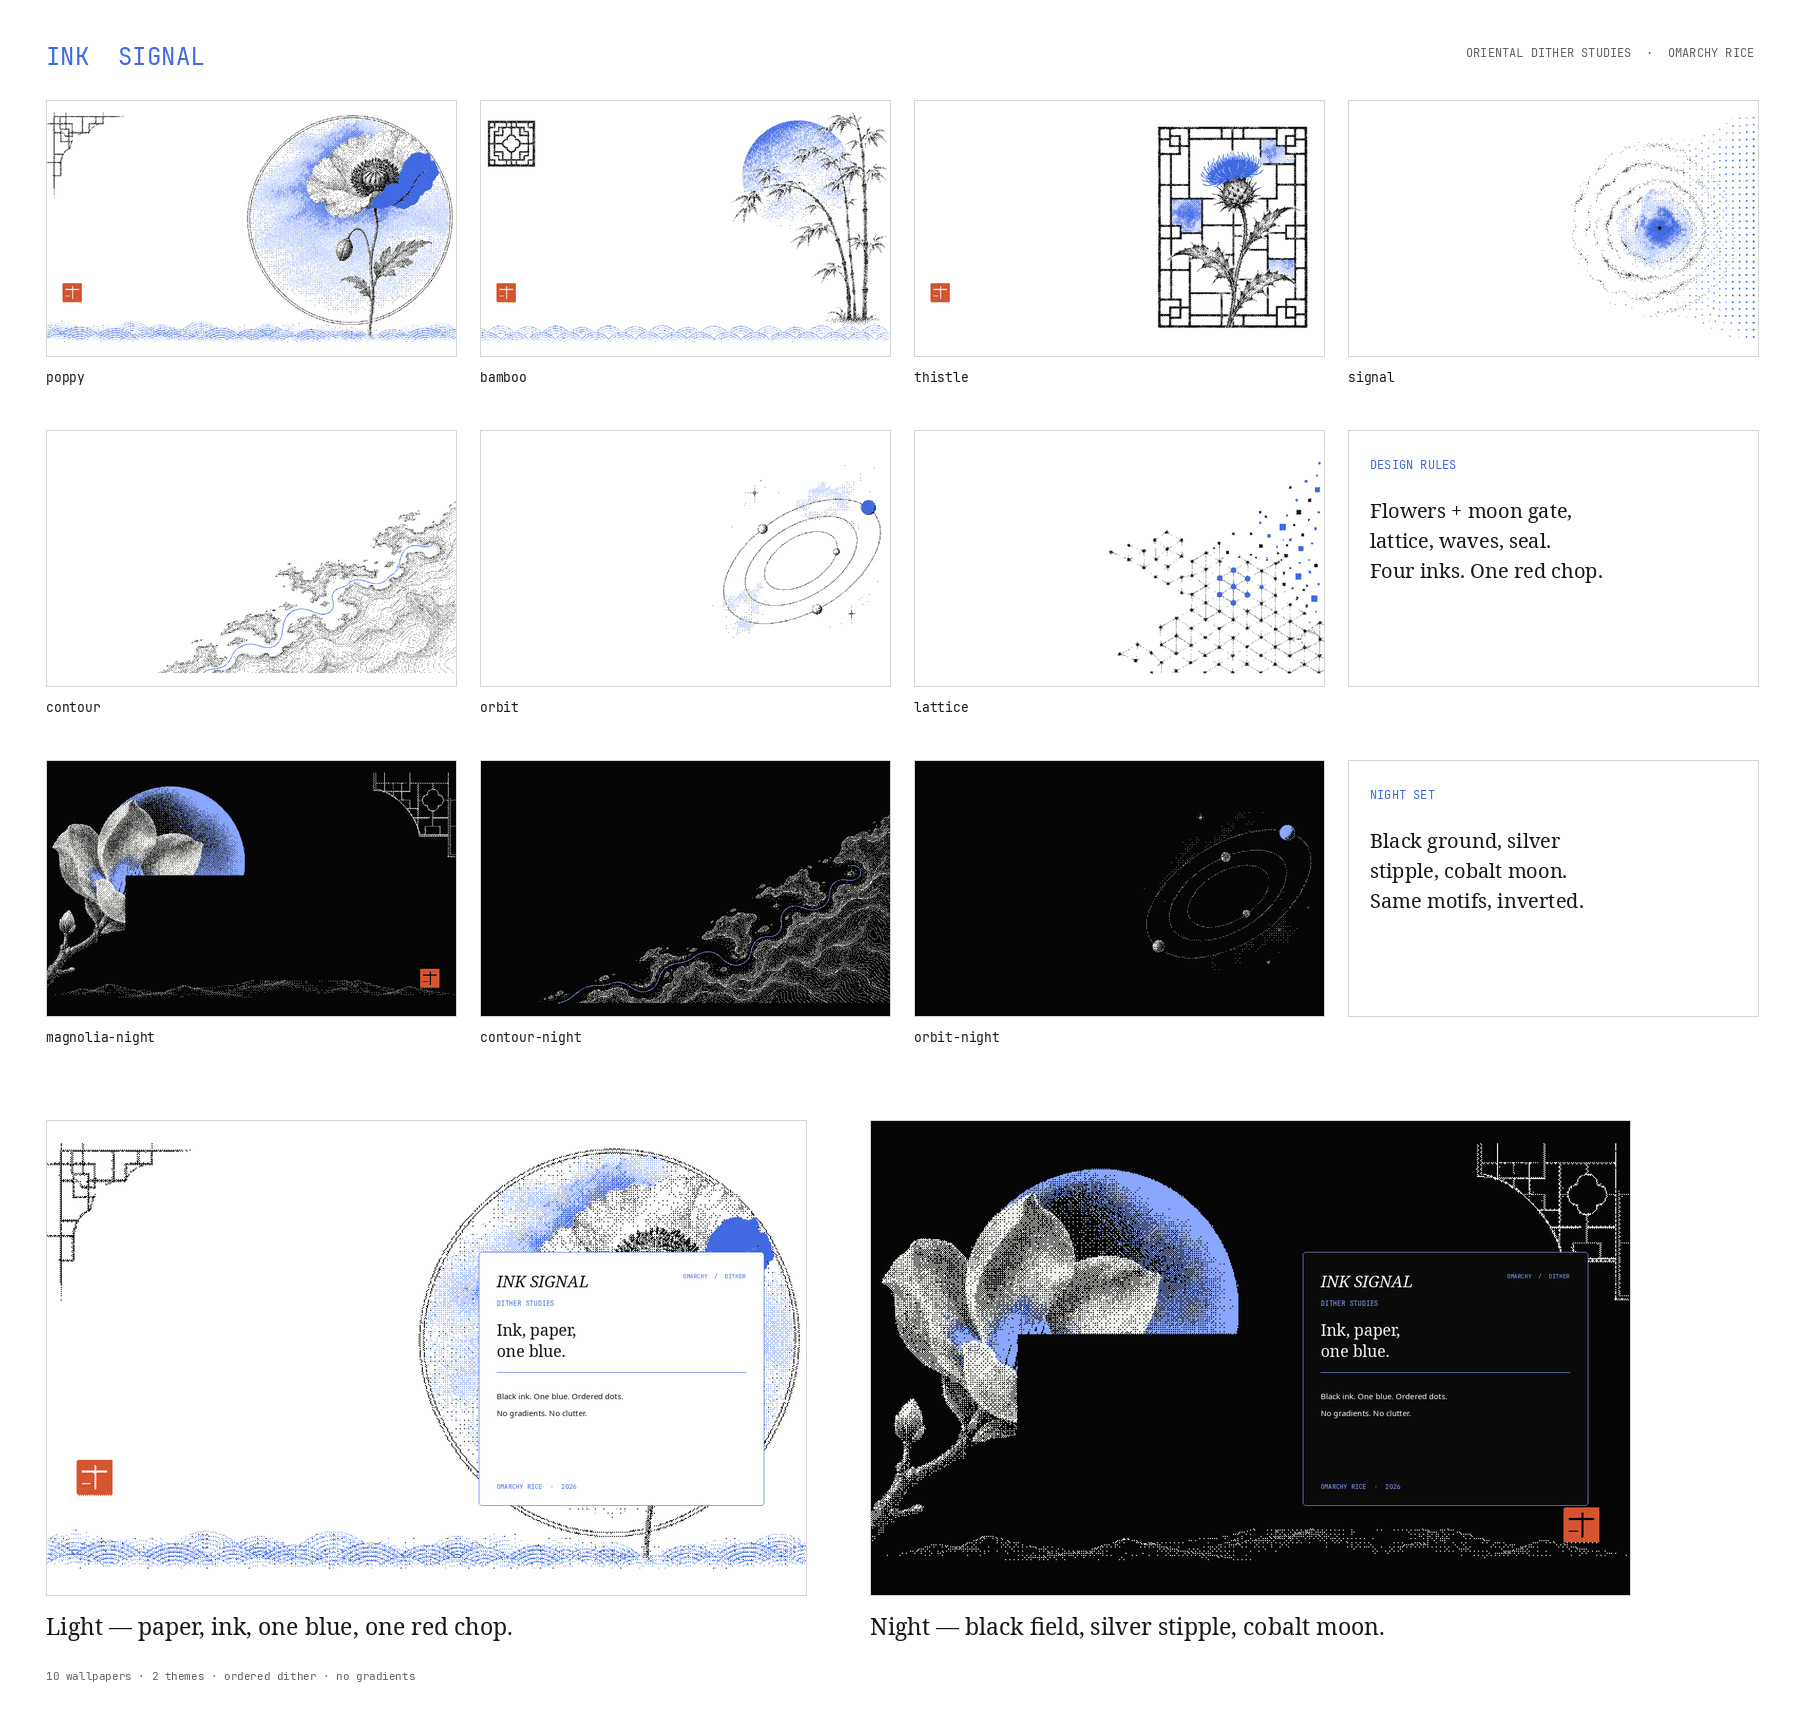 INK SIGNAL
ORIENTAL DITHER STUDIES · OMARCHY RICE
poppy
bamboo
thistle
signal
contour
orbit
lattice
DESIGN RULES
Flowers + moon gate,
lattice, waves, seal.
Four inks. One red chop.
magnolia-night
contour-night
orbit-night
NIGHT SET
Black ground, silver
stipple, cobalt moon.
Same motifs, inverted.
INK SIGNAL
OMARCHY / DITHER
DITHER STUDIES
Ink, paper,
one blue.
Black ink. One blue. Ordered dots.
No gradients. No clutter.
OMARCHY RICE · 2026
Light — paper, ink, one blue, one red chop.
INK SIGNAL
OMARCHY / DITHER
DITHER STUDIES
Ink, paper,
one blue.
Black ink. One blue. Ordered dots.
No gradients. No clutter.
OMARCHY RICE · 2026
Night — black field, silver stipple, cobalt moon.
10 wallpapers · 2 themes · ordered dither · no gradients